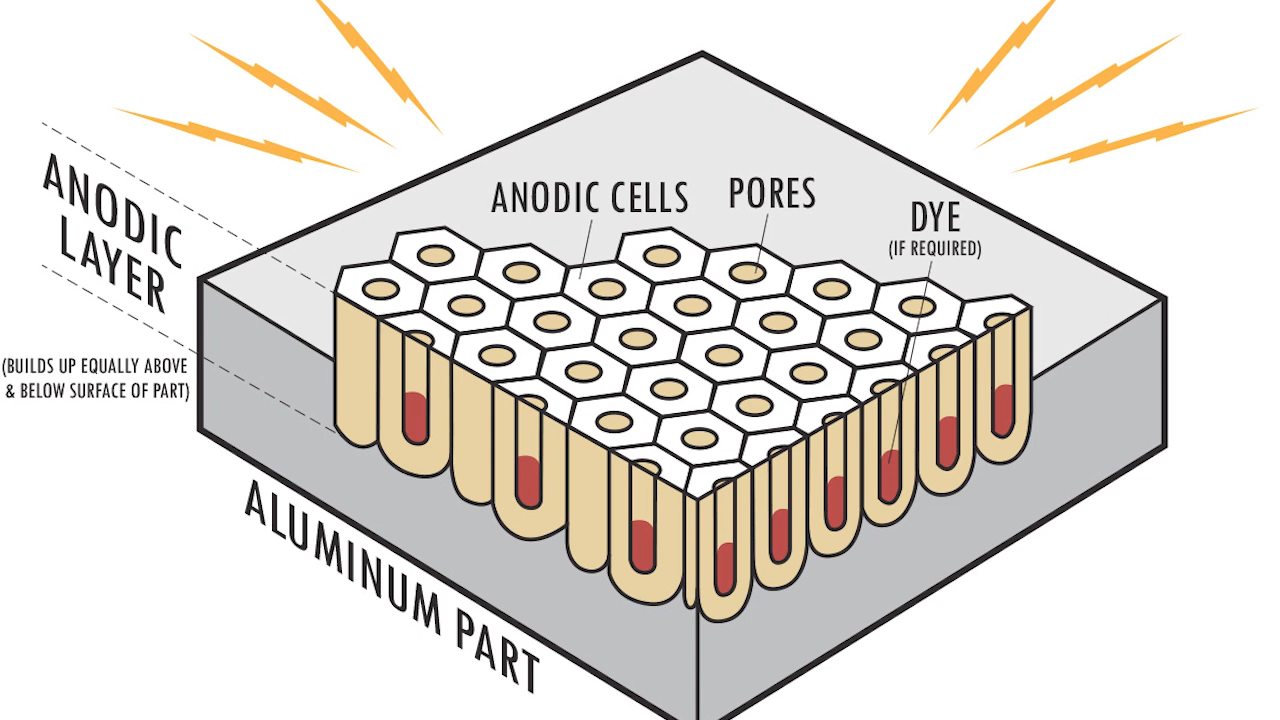 ANODIC
LAYER
(BUILDS UP EQUALLY ABOVE
& BELOW SURFACE OF PART)
ANODIC CELLS
PORES
DYE
(IF REQUIRED)
ALUMINUM PART